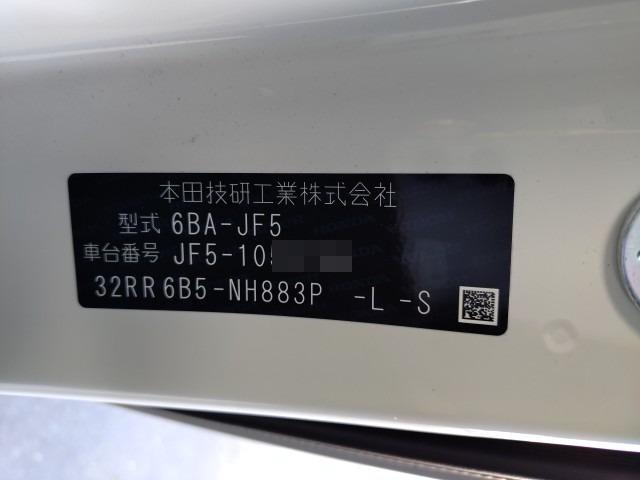 本田技研工業株式会社
型式 6BA-JF5
車台番号 JF5-10
32RR 6B5-NH883P -L -S